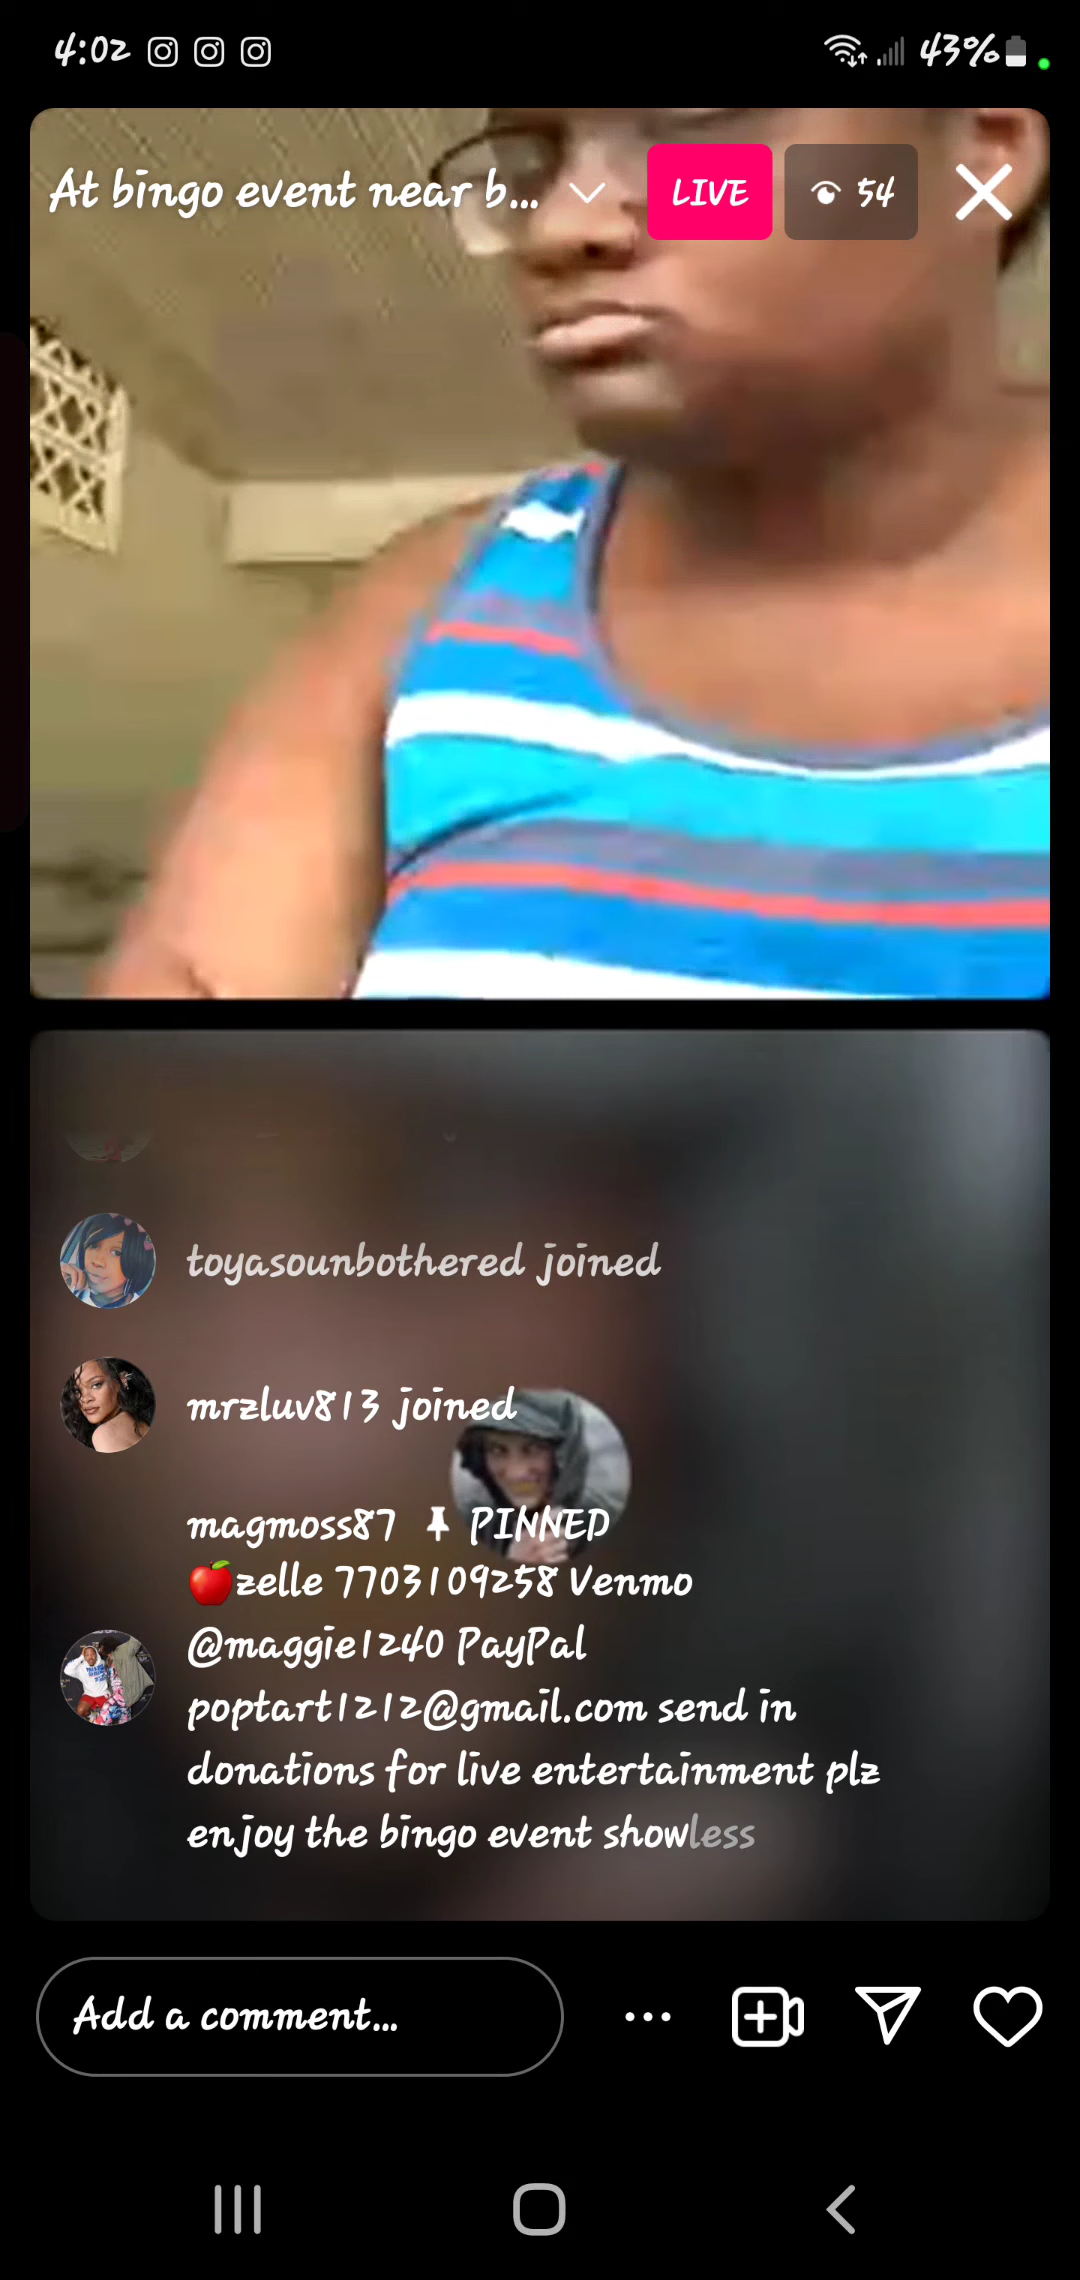 4:02
43%
At bingo event near b...
LIVE
54
toyasounbothered joined
mrzluv813 joined
magmoss87 📌 PINNED
🍎zelle 7703109258 Venmo
@maggie1240 PayPal
poptart1212@gmail.com send in
donations for live entertainment plz
enjoy the bingo event showless
Add a comment...